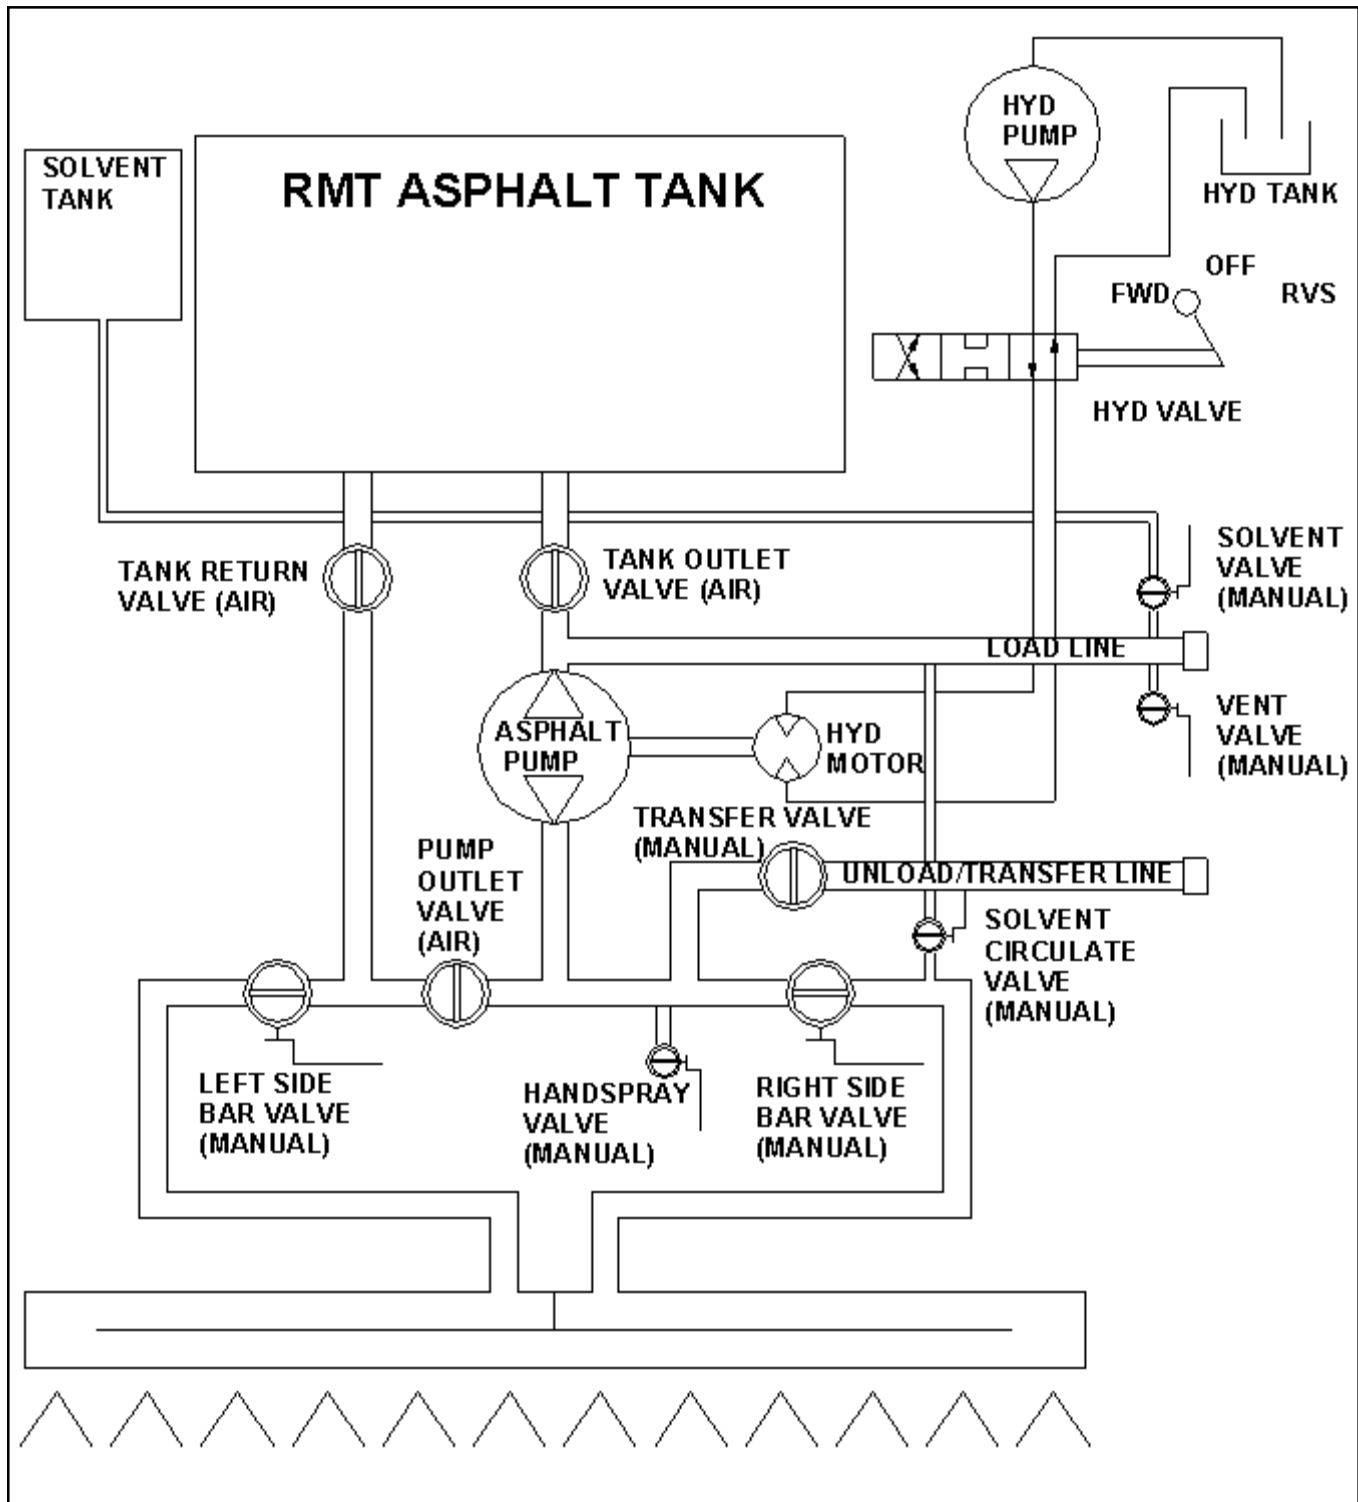 HYD
PUMP
SOLVENT
TANK
RMT ASPHALT TANK
HYD TANK
OFF
FWD
RVS
HYD VALVE
TANK RETURN
VALVE (AIR)
TANK OUTLET
VALVE (AIR)
SOLVENT
VALVE
(MANUAL)
LOAD LINE
ASPHALT
PUMP
HYD
MOTOR
VENT
VALVE
(MANUAL)
TRANSFER VALVE
(MANUAL)
PUMP
OUTLET
VALVE
(AIR)
UNLOAD/TRANSFER LINE
SOLVENT
CIRCULATE
VALVE
(MANUAL)
LEFT SIDE
BAR VALVE
(MANUAL)
HANDSPRAY
VALVE
(MANUAL)
RIGHT SIDE
BAR VALVE
(MANUAL)